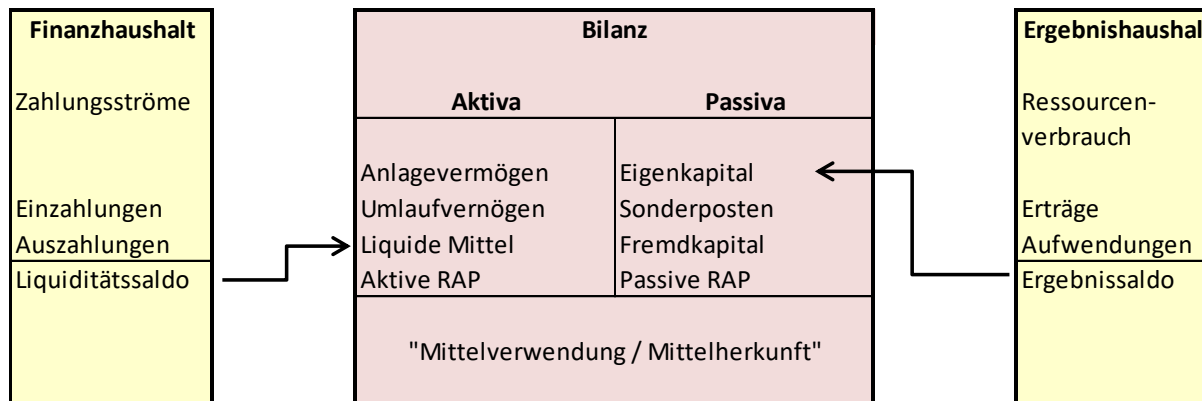 Finanzhaushalt
Zahlungsströme
Einzahlungen
Auszahlungen
Liquiditätssaldo
Bilanz
Aktiva
Passiva
Anlagevermögen
Umlaufvernögen
Liquide Mittel
Aktive RAP
Eigenkapital
Sonderposten
Fremdkapital
Passive RAP
"Mittelverwendung / Mittelherkunft"
Ergebnishaushal
Ressourcen-
verbrauch
Erträge
Aufwendungen
Ergebnissaldo